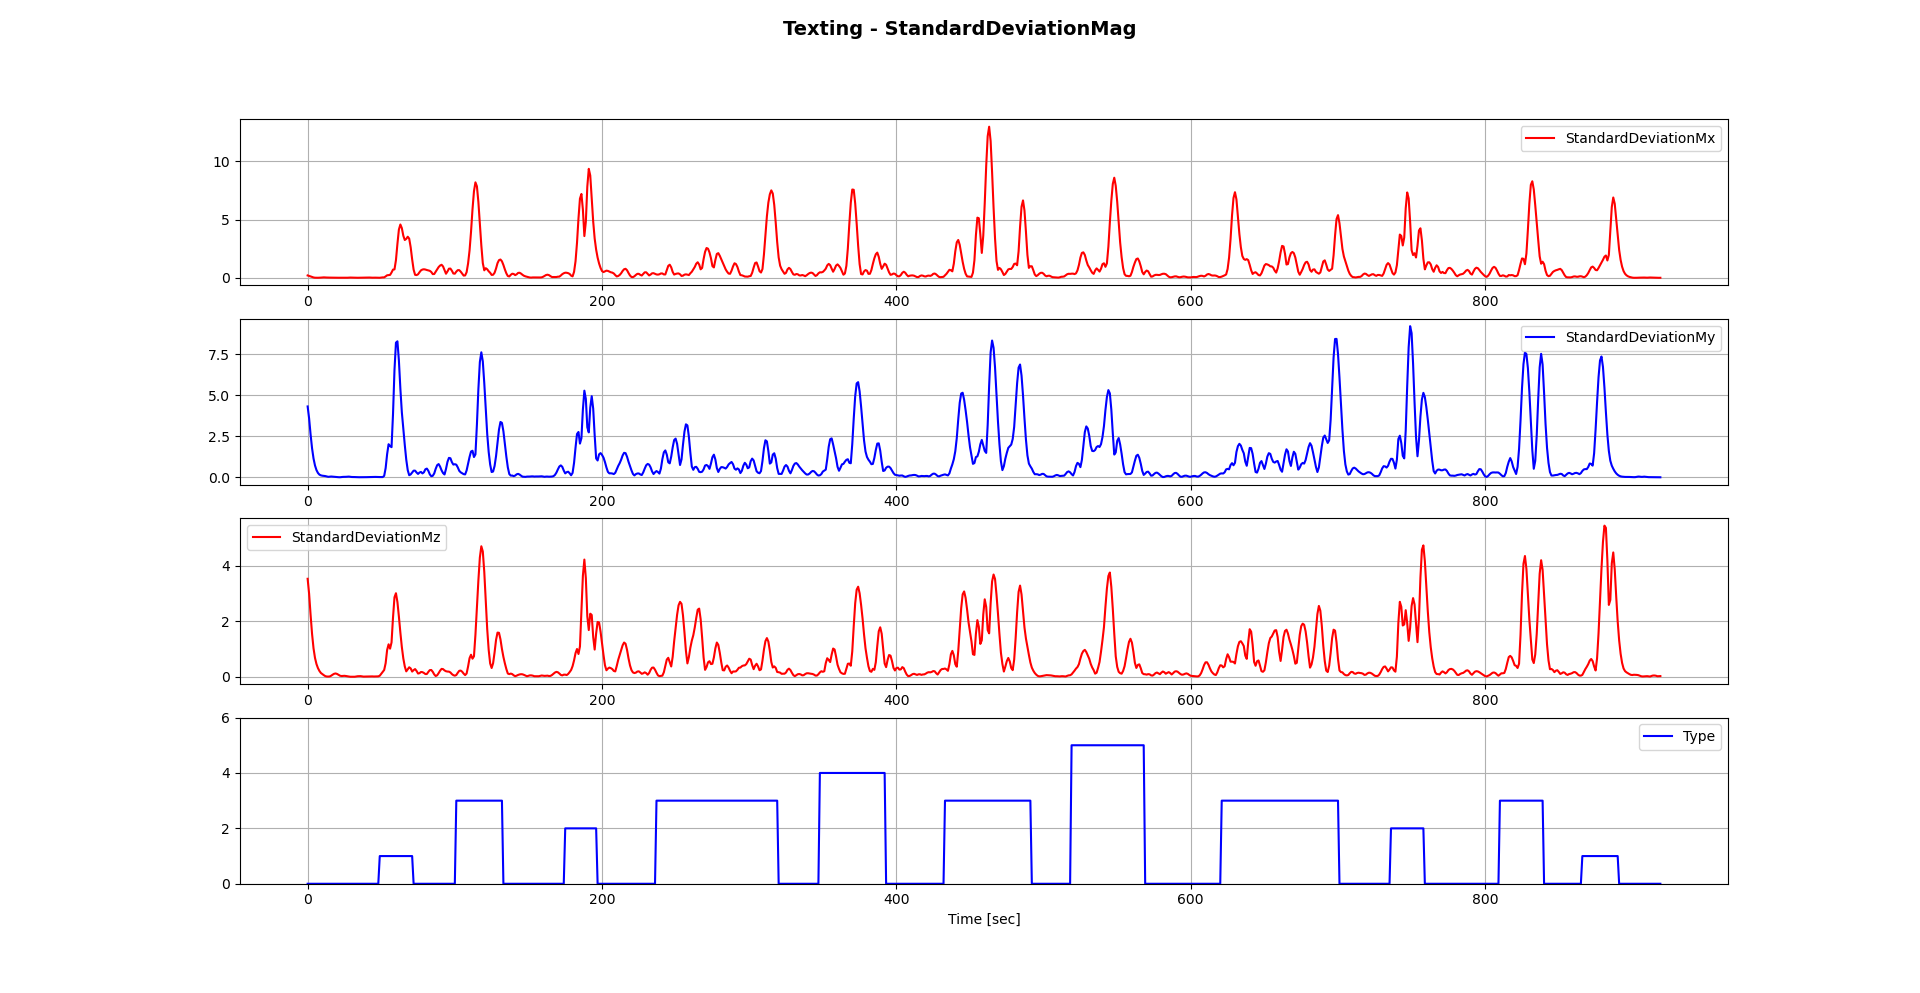 Texting - StandardDeviationMag
StandardDeviationMx
10
5
0
0 200 400 600 800
StandardDeviationMy
7.5
5.0
2.5
0.0
0 200 400 600 800
StandardDeviationMz
4
2
0
0 200 400 600 800
Type
6
4
2
0
0 200 400 600 800
Time [sec]